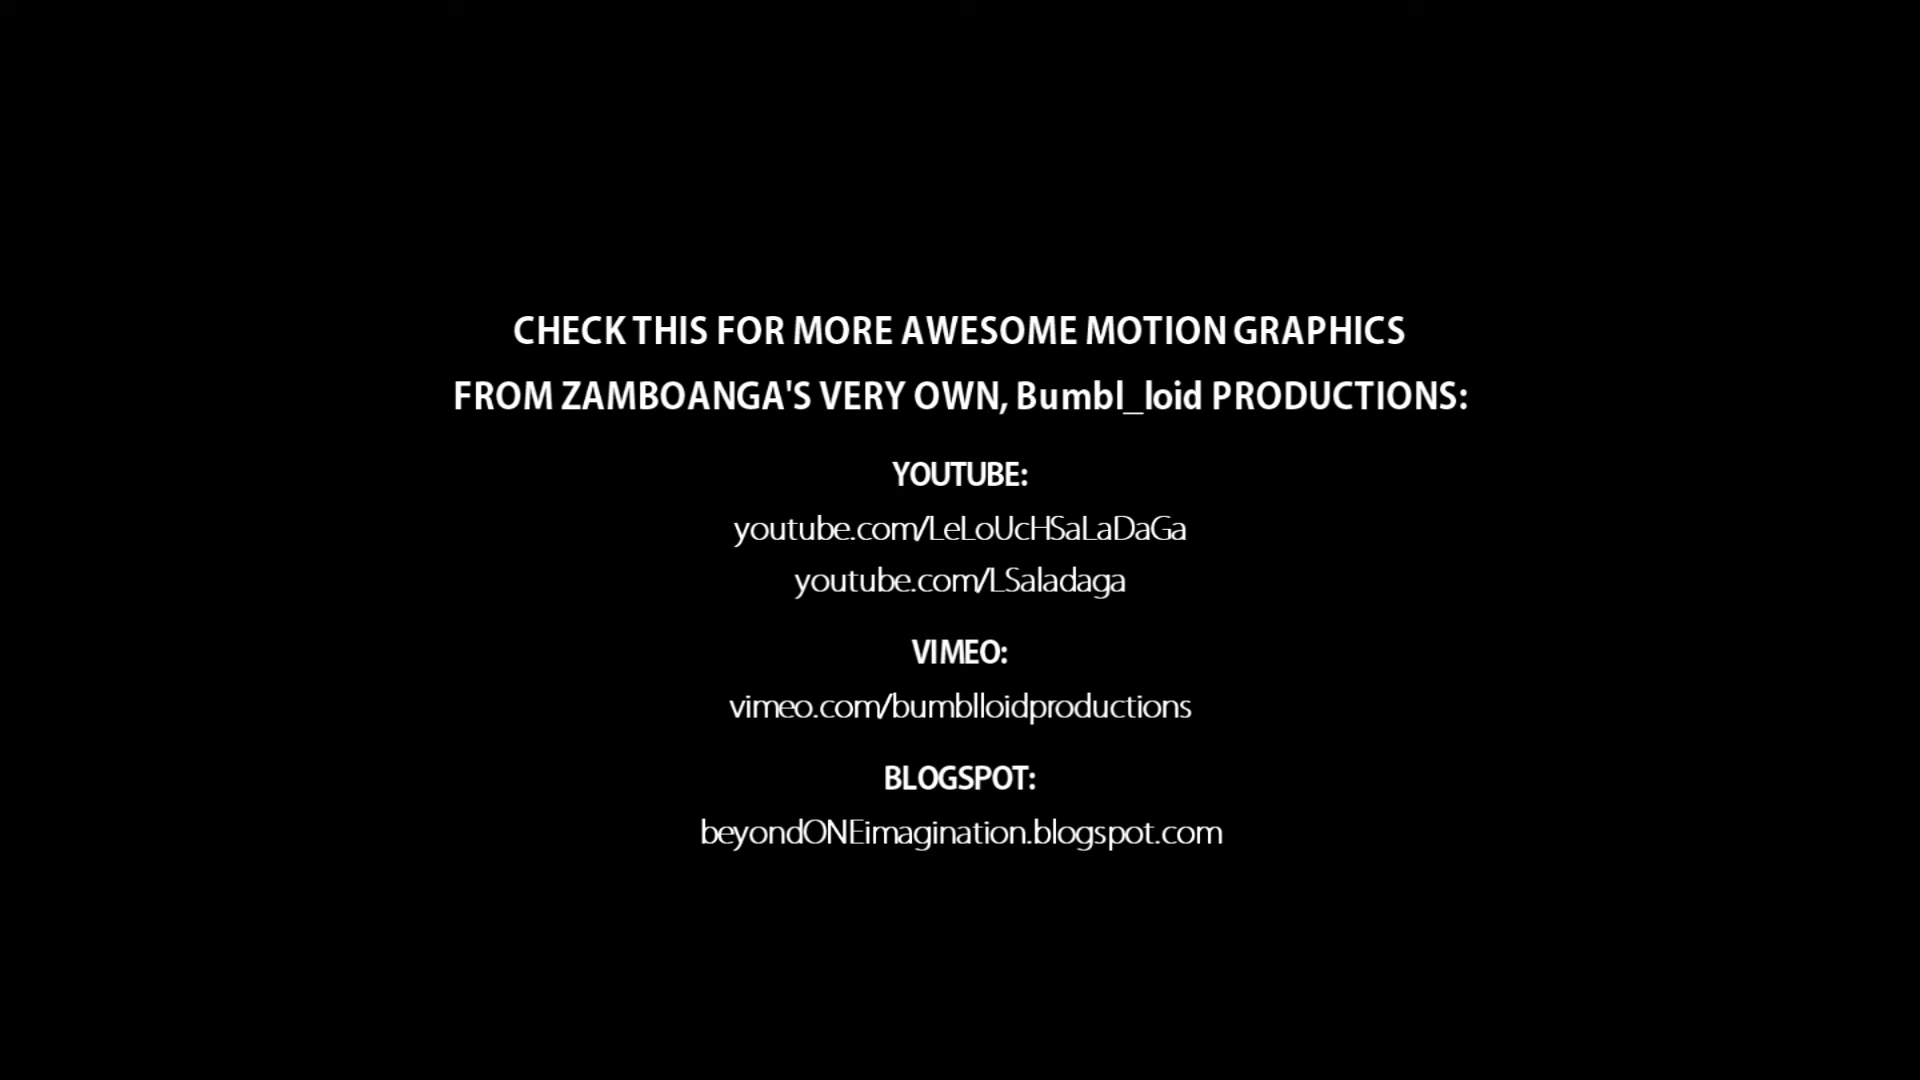 CHECK THIS FOR MORE AWESOME MOTION GRAPHICS
FROM ZAMBOANGA'S VERY OWN, Bumbl_loid PRODUCTIONS:
YOUTUBE:
youtube.com/LeLoUcHSaLaDaGa
youtube.com/LSaladaga
VIMEO:
vimeo.com/bumblloidproductions
BLOGSPOT:
beyondONEimagination.blogspot.com